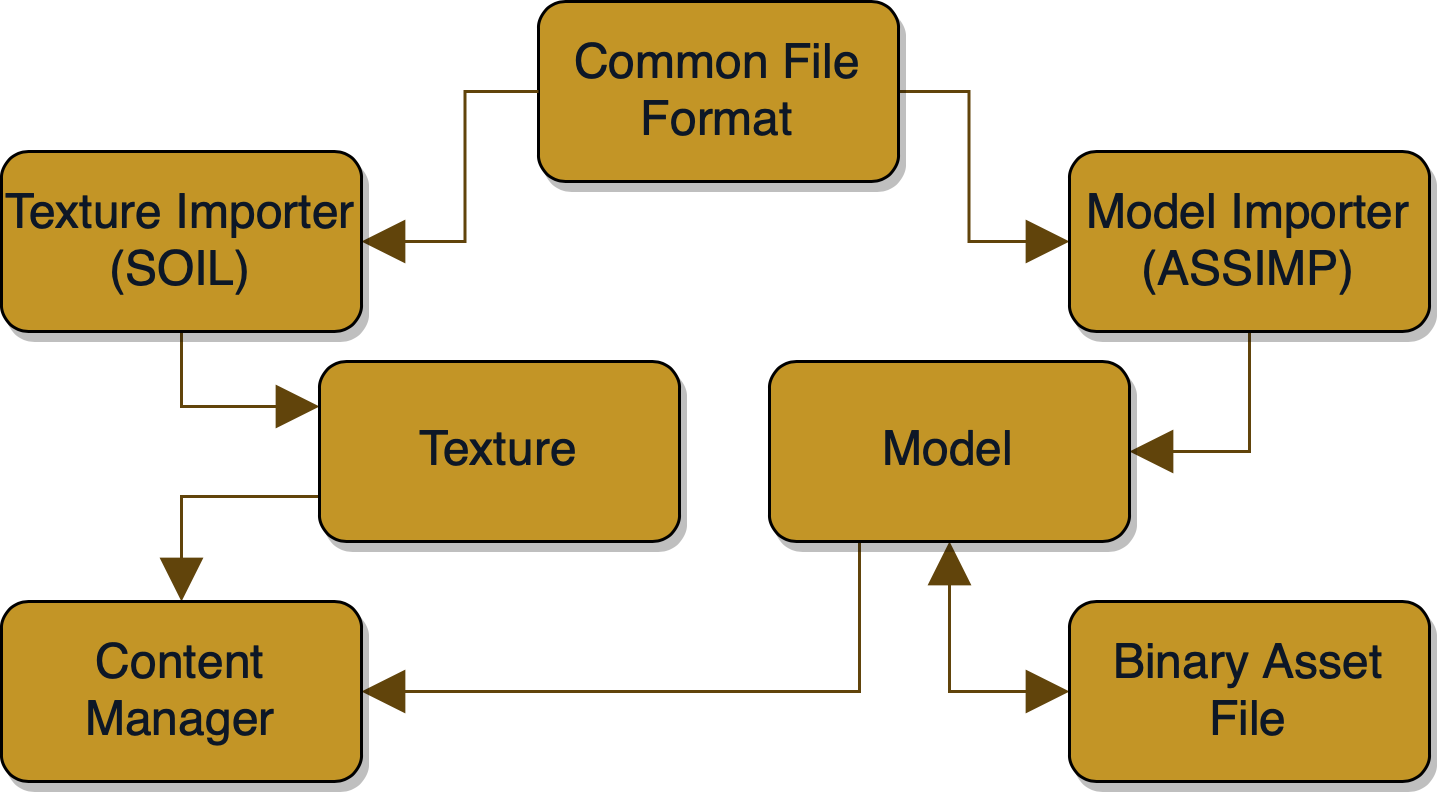 Common File
Format
Texture Importer
(SOIL)
Model Importer
(ASSIMP)
Texture
Model
Content
Manager
Binary Asset
File